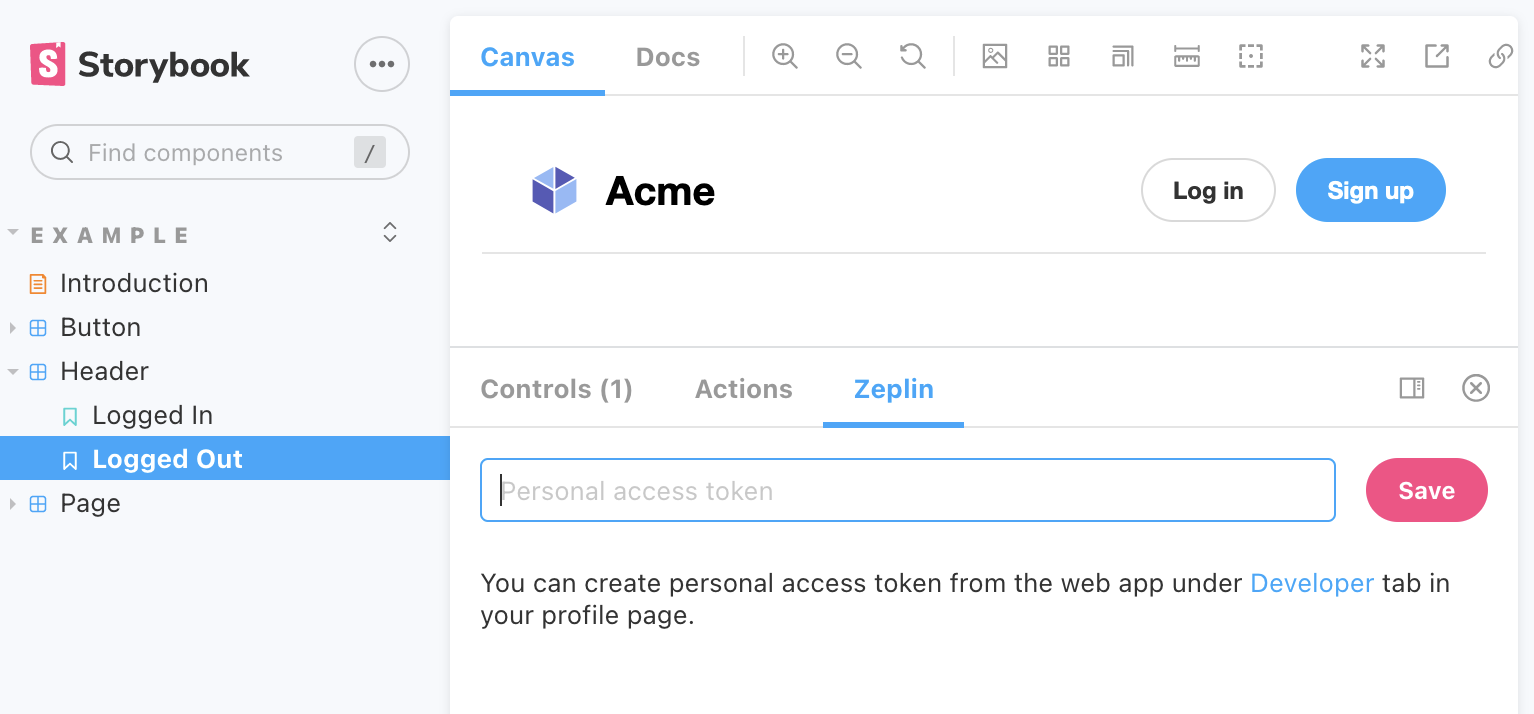 Storybook
Find components
/
EXAMPLE
Introduction
Button
Header
Logged In
Logged Out
Page
Canvas
Docs
Acme
Log in
Sign up
Controls (1)
Actions
Zeplin
Personal access token
Save
You can create personal access token from the web app under Developer tab in
your profile page.